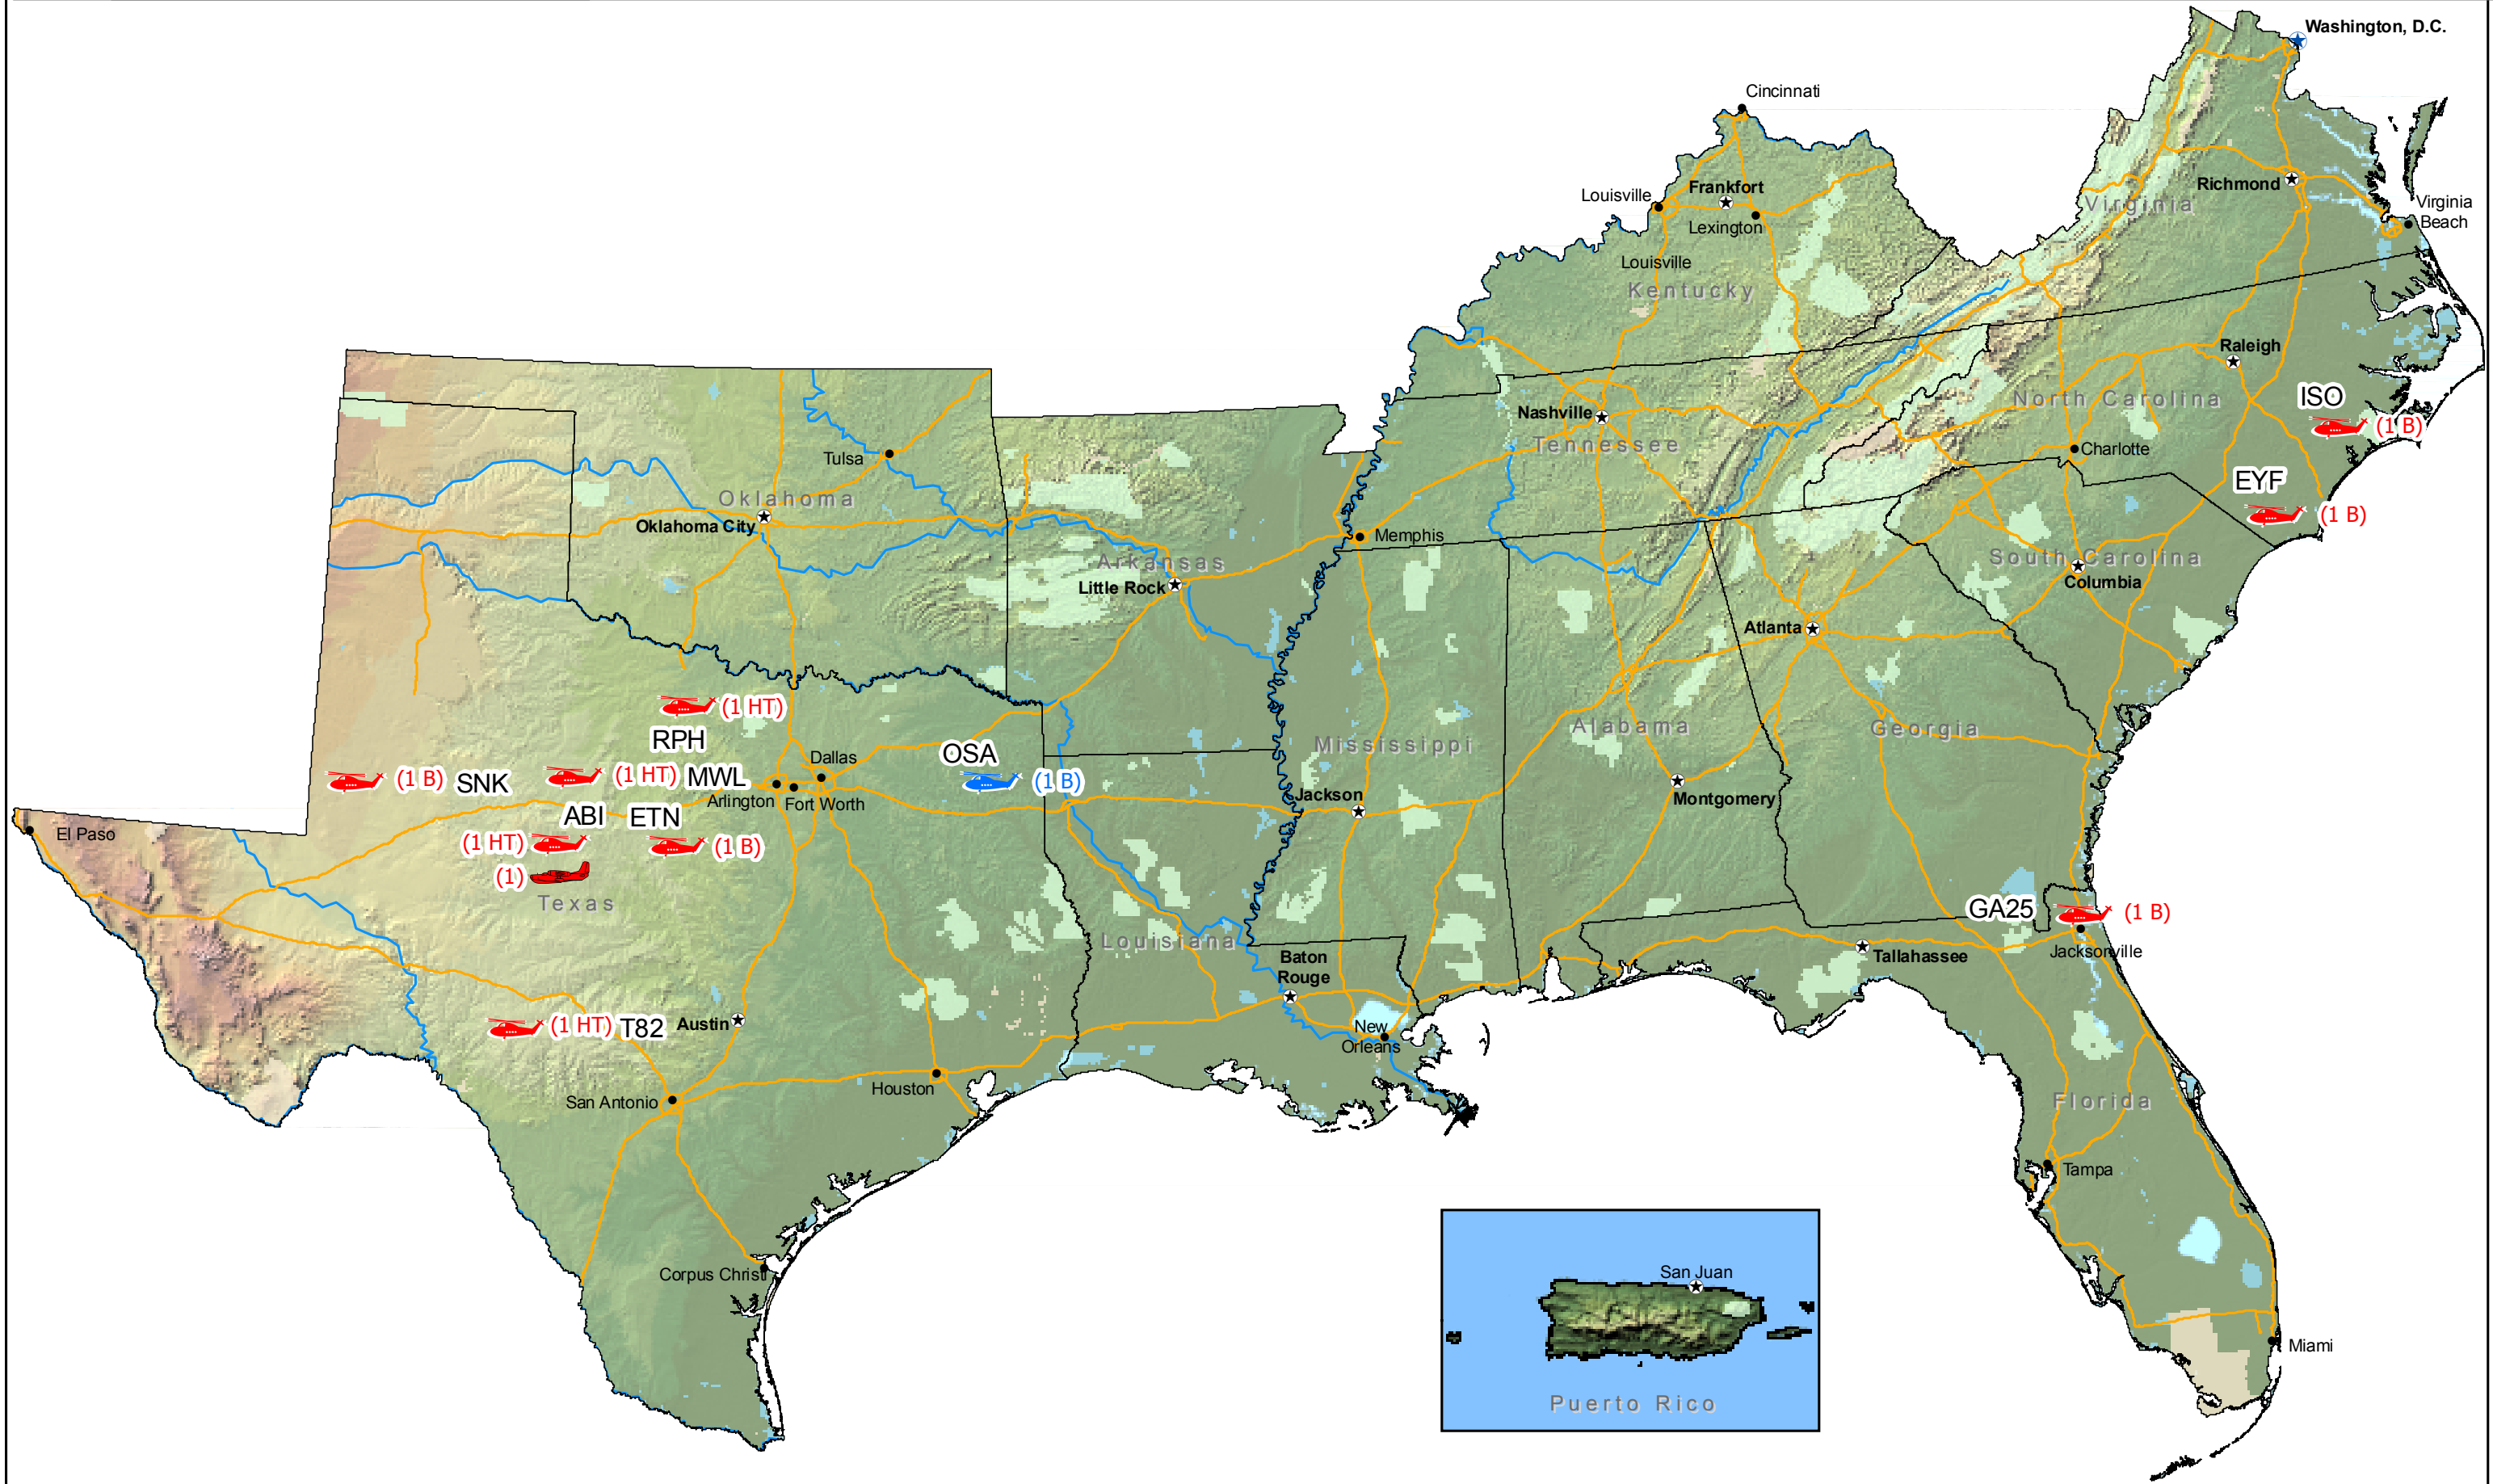 Washington, D.C.
Cincinnati
Louisville
Frankfort
Lexington
Louisville
Kentucky
Richmond
Virginia
Virginia
Beach
Raleigh
North Carolina
ISO
(1 B)
Nashville
Tennessee
Charlotte
EYF
(1 B)
Tulsa
Oklahoma
Oklahoma City
Memphis
Arkansas
Little Rock
South Carolina
Columbia
Atlanta
(1 HT)
RPH
Dallas
OSA
(1 B)
Mississippi
Alabama
Georgia
(1 B)
SNK
(1 HT)
MWL
Arlington
Fort Worth
Jackson
Montgomery
El Paso
ABI
ETN
(1 HT)
(1 B)
(1)
Texas
Louisiana
Baton
Rouge
GA25
(1 B)
Jacksonville
Tallahassee
(1 HT)
T82
Austin
New
Orleans
Houston
San Antonio
Florida
Tampa
Corpus Christi
San Juan
Puerto Rico
Miami